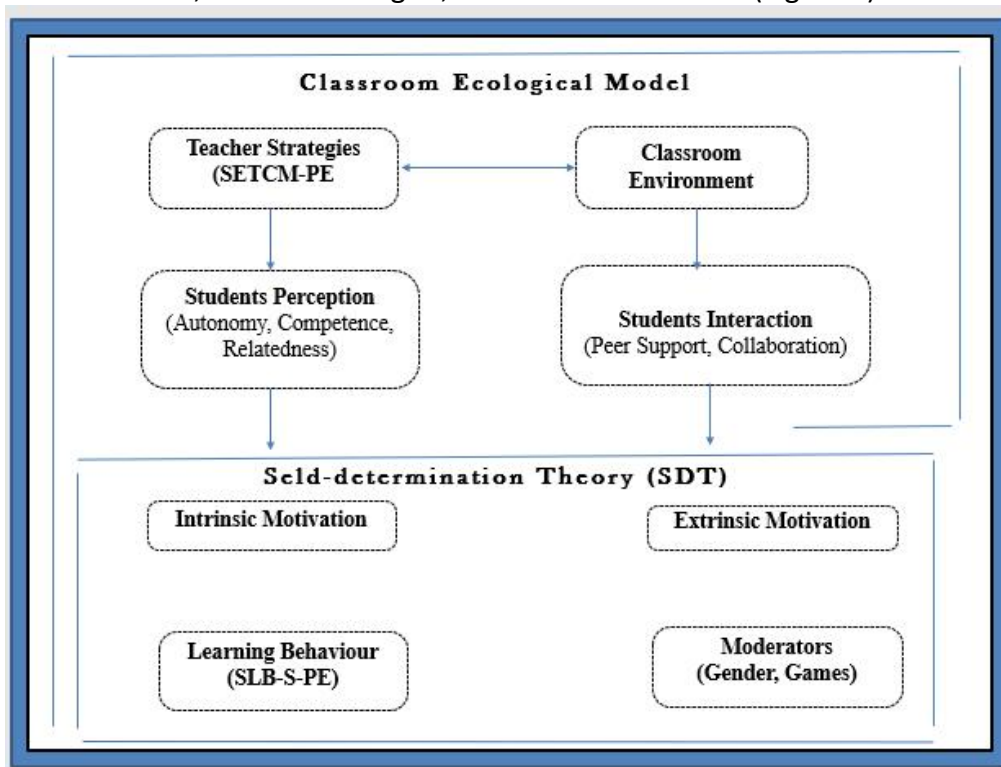 Classroom Ecological Model
Teacher Strategies
(SETCM-PE
Classroom
Environment
Students Perception
(Autonomy, Competence,
Relatedness)
Students Interaction
(Peer Support, Collaboration)
Seld-determination Theory (SDT)
Intrinsic Motivation
Extrinsic Motivation
Learning Behaviour
(SLB-S-PE)
Moderators
(Gender, Games)